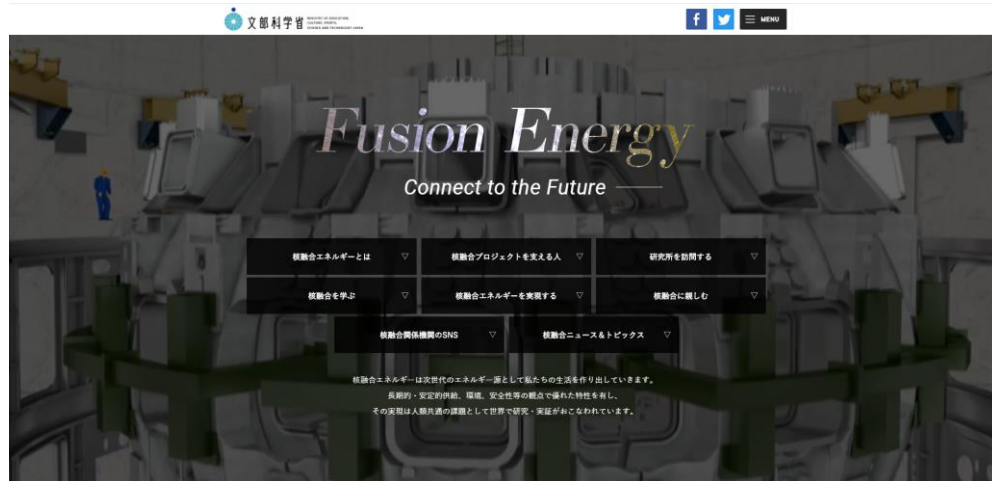 文部科学省
MINISTRY OF EDUCATION,
CULTURE, SPORTS,
SCIENCE AND TECHNOLOGY-JAPAN
MENU
Fusion Energy
Connect to the Future
核融合エネルギーとは
核融合プロジェクトを支える人
研究所を訪問する
核融合を学ぶ
核融合エネルギーを実現する
核融合に親しむ
核融合関係機関のSNS
核融合ニュース&トピックス
核融合エネルギーは次世代のエネルギー源として私たちの生活を作り出していきます。
長期的・安定的供給、環境、安全性等の観点で優れた特性を有し、
その実現は人類共通の課題として世界で研究・実証がおこなわれています。